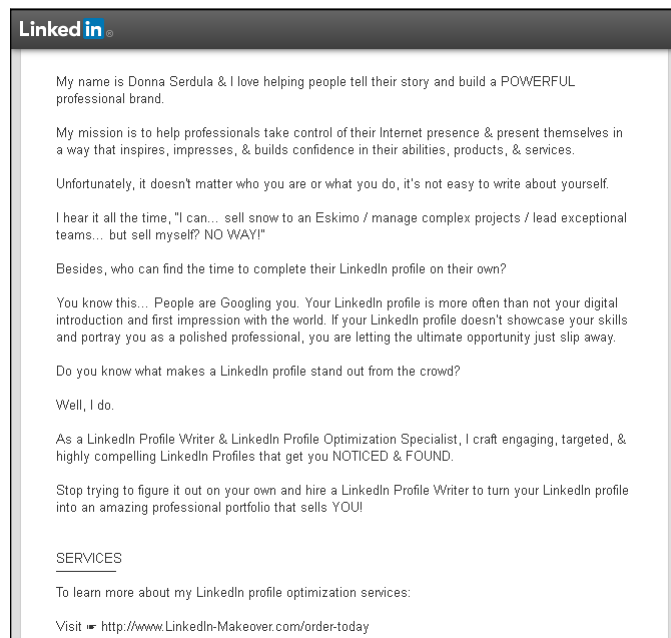 Linked in ®
My name is Donna Serdula & I love helping people tell their story and build a POWERFUL
professional brand.
My mission is to help professionals take control of their Internet presence & present themselves in
a way that inspires, impresses, & builds confidence in their abilities, products, & services.
Unfortunately, it doesn't matter who you are or what you do, it's not easy to write about yourself.
I hear it all the time, "I can... sell snow to an Eskimo / manage complex projects / lead exceptional
teams... but sell myself? NO WAY!"
Besides, who can find the time to complete their LinkedIn profile on their own?
You know this... People are Googling you. Your LinkedIn profile is more often than not your digital
introduction and first impression with the world. If your LinkedIn profile doesn't showcase your skills
and portray you as a polished professional, you are letting the ultimate opportunity just slip away.
Do you know what makes a LinkedIn profile stand out from the crowd?
Well, I do.
As a LinkedIn Profile Writer & LinkedIn Profile Optimization Specialist, I craft engaging, targeted, &
highly compelling LinkedIn Profiles that get you NOTICED & FOUND.
Stop trying to figure it out on your own and hire a LinkedIn Profile Writer to turn your LinkedIn profile
into an amazing professional portfolio that sells YOU!
SERVICES
To learn more about my LinkedIn profile optimization services:
Visit ☛ http://www.LinkedIn-Makeover.com/order-today